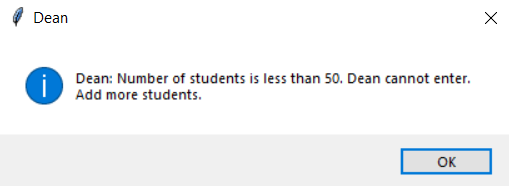 Dean
Dean: Number of students is less than 50. Dean cannot enter.
Add more students.
OK